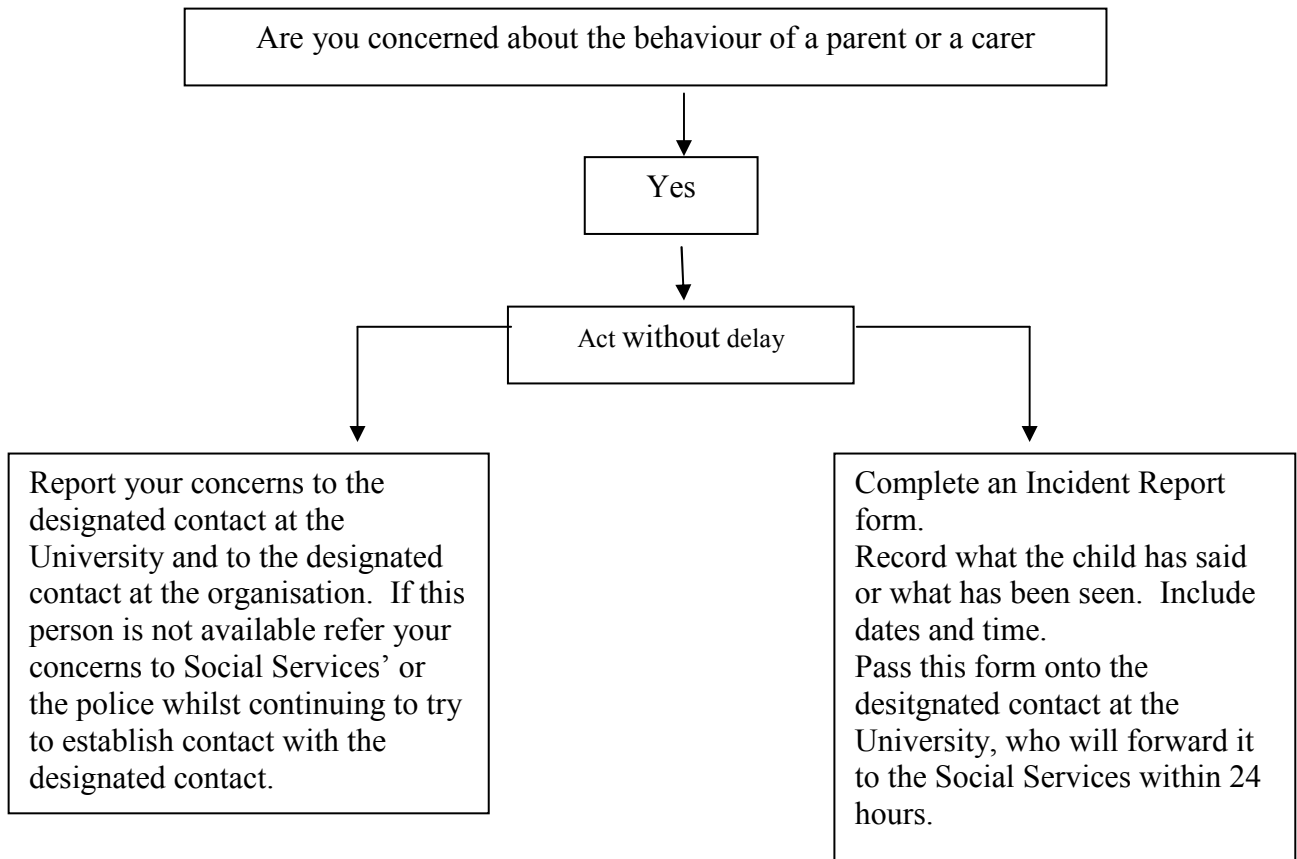 Are you concerned about the behaviour of a parent or a carer
Yes
Act without delay
Report your concerns to the
designated contact at the
University and to the designated
contact at the organisation.  If this
person is not available refer your
concerns to Social Services’ or
the police whilst continuing to try
to establish contact with the
designated contact.
Complete an Incident Report
form.
Record what the child has said
or what has been seen.  Include
dates and time.
Pass this form onto the
desitgnated contact at the
University, who will forward it
to the Social Services within 24
hours.